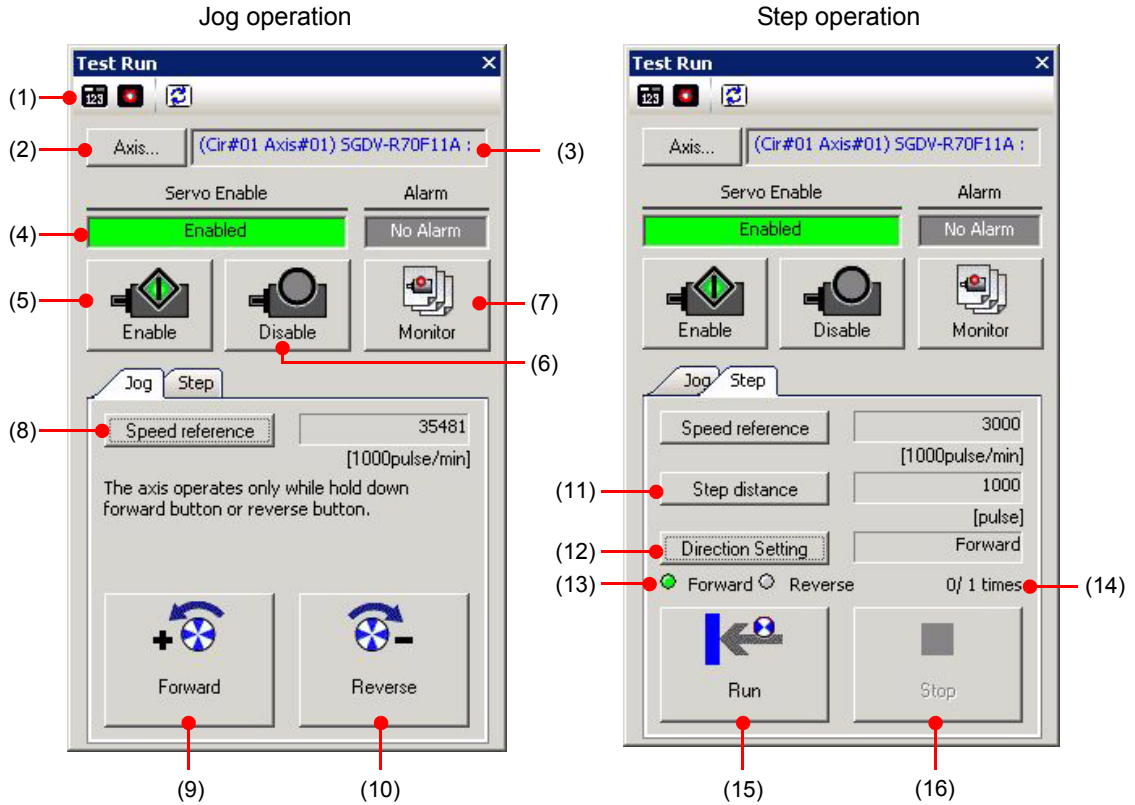 Jog operation
Step operation
Test Run ×
(1)
123
(2)
Axis...
(Cir#01 Axis#01) SGDV-R70F11A :
(3)
Servo Enable
Alarm
(4)
Enabled
No Alarm
(5)
Enable
Disable
Monitor
(7)
(6)
Jog
Step
(8)
Speed reference
35481
[1000pulse/min]
The axis operates only while hold down
forward button or reverse button.
+
-
Forward
Reverse
(9)
(10)
Test Run ×
123
Axis...
(Cir#01 Axis#01) SGDV-R70F11A :
Servo Enable
Alarm
Enabled
No Alarm
Enable
Disable
Monitor
Jog
Step
Speed reference
3000
[1000pulse/min]
(11)
Step distance
1000
[pulse]
(12)
Direction Setting
Forward
(13)
Forward
Reverse
0/ 1 times
(14)
Run
Stop
(15)
(16)